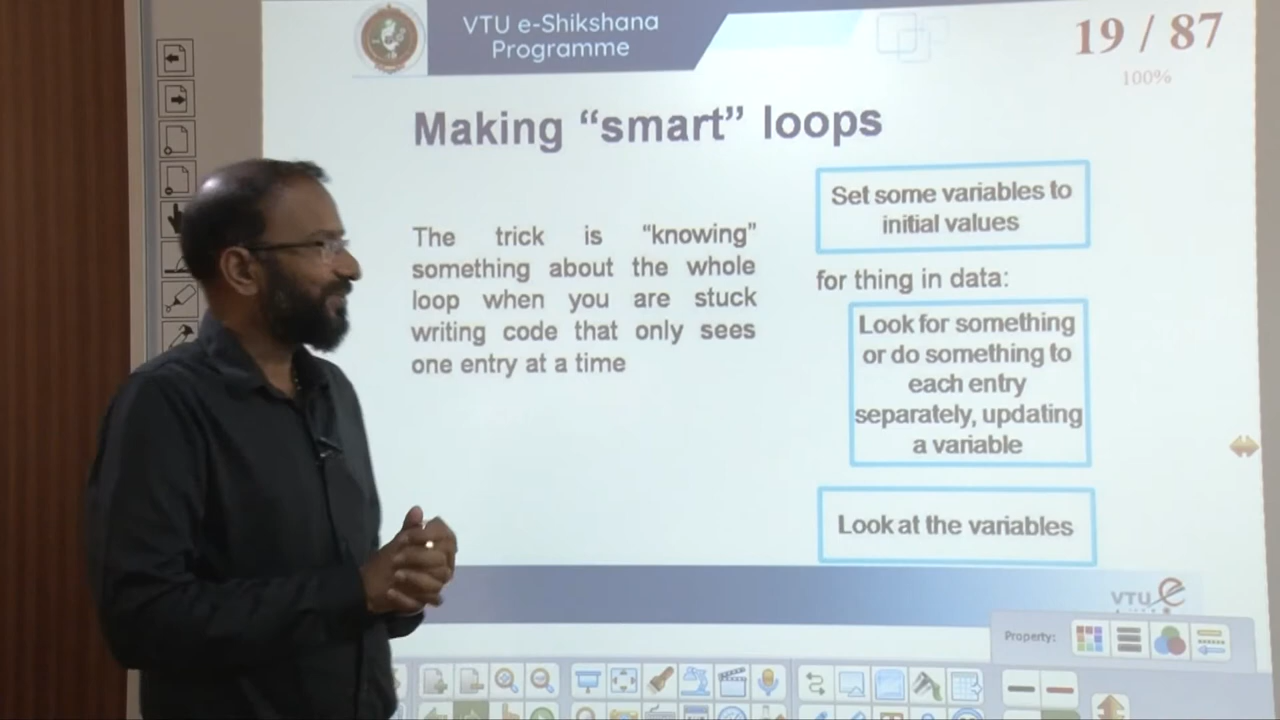 VTU e-Shikshana
Programme
19 / 87
100%
Making “smart” loops
The trick is “knowing”
something about the whole
loop when you are stuck
writing code that only sees
one entry at a time
Set some variables to
initial values
for thing in data:
Look for something
or do something to
each entry
separately, updating
a variable
Look at the variables
VTU e
Property: